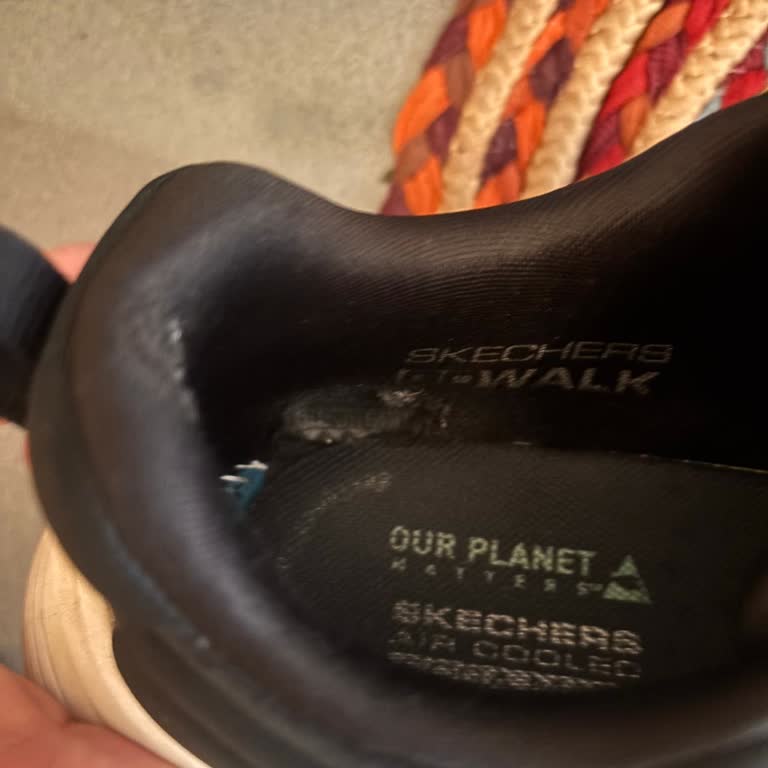 SKECHERS
WALK
OUR PLANET
MATTERS
SKECHERS
AIR COOLED